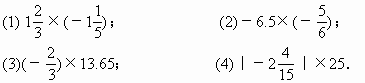 (1) 1 2/3 × (-1 1/5)； (2) -6.5× (- 5/6)；
(3)(- 2/3)×13.65； (4)∣-2 4/15∣×25.